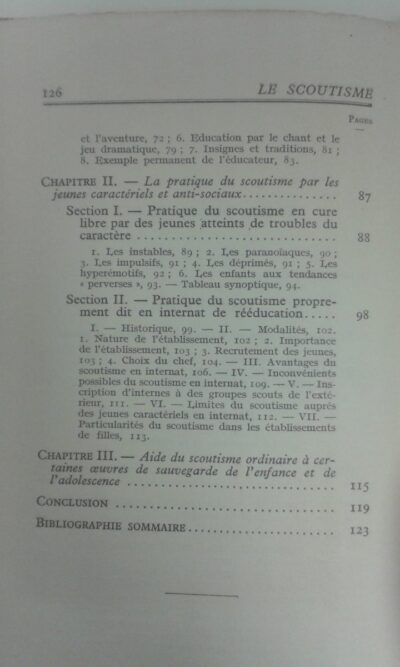 126 LE SCOUTISME
PAGES
et l'aventure, 72 ; 6. Education par le chant et le
jeu dramatique, 79 ; 7. Insignes et traditions, 81 ;
8. Exemple permanent de l'éducateur, 83.
CHAPITRE II. — La pratique du scoutisme par les
jeunes caractériels et anti-sociaux............... 87
Section I. — Pratique du scoutisme en cure
libre par des jeunes atteints de troubles du
caractère ............................. 88
1. Les instables, 89 ; 2. Les paranoïaques, 90 ;
3. Les impulsifs, 91 ; 4. Les déprimés, 91 ; 5. Les
hyperémotifs, 92 ; 6. Les enfants aux tendances
« perverses », 93. — Tableau synoptique, 94.
Section II. — Pratique du scoutisme propre-
ment dit en internat de rééducation..... 98
I. — Historique, 99. — II. — Modalités, 102.
1. Nature de l'établissement, 102 ; 2. Importance
de l'établissement, 103 ; 3. Recrutement des jeunes,
103 ; 4. Choix du chef, 104. — III. Avantages du
scoutisme en internat, 106. — IV. — Inconvénients
possibles du scoutisme en internat, 109. — V. — Ins-
cription d'internes à des groupes scouts de l'exté-
rieur, 111. — VI. — Limites du scoutisme auprès
des jeunes caractériels en internat, 112. — VII. —
Particularités du scoutisme dans les établissements
de filles, 113.
CHAPITRE III. — Aide du scoutisme ordinaire à cer-
taines œuvres de sauvegarde de l'enfance et de
l'adolescence ............................. 115
CONCLUSION ............................. 119
BIBLIOGRAPHIE SOMMAIRE...................... 123